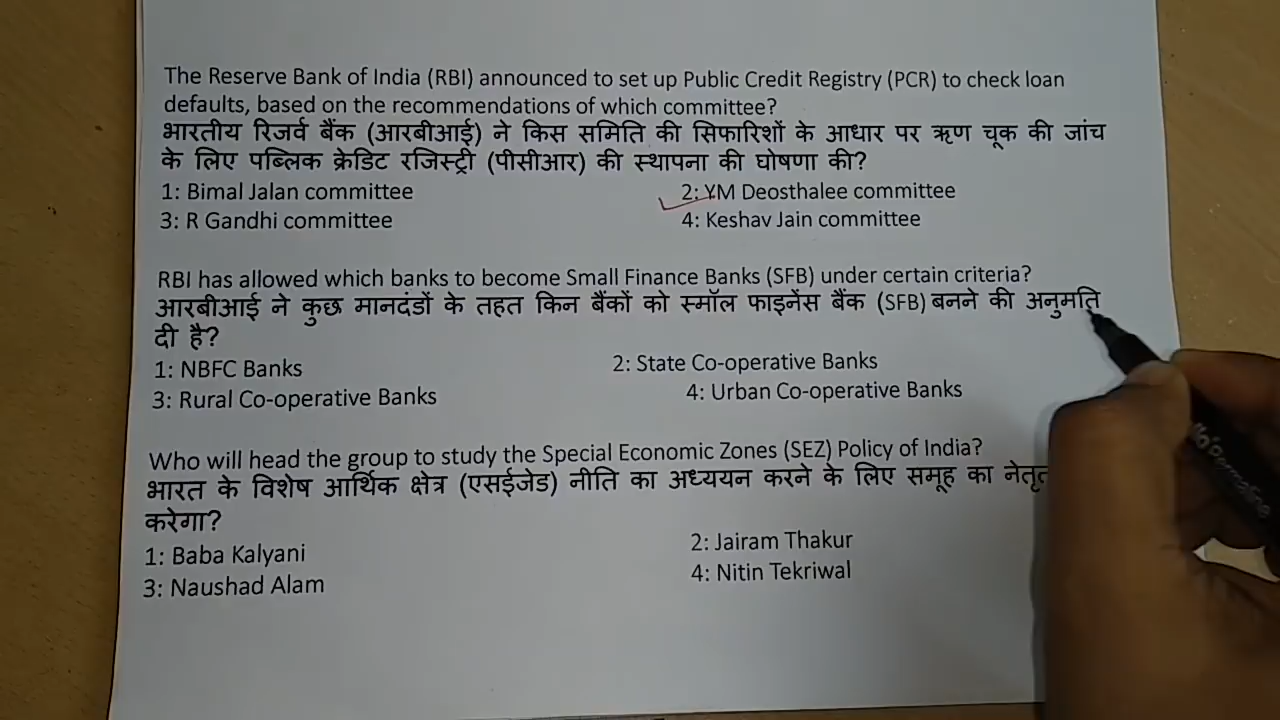 The Reserve Bank of India (RBI) announced to set up Public Credit Registry (PCR) to check loan
defaults, based on the recommendations of which committee?
भारतीय रिजर्व बैंक (आरबीआई) ने किस समिति की सिफारिशों के आधार पर ऋण चूक की जांच
के लिए पब्लिक क्रेडिट रजिस्ट्री (पीसीआर) की स्थापना की घोषणा की?
1: Bimal Jalan committee 2: YM Deosthalee committee
3: R Gandhi committee 4: Keshav Jain committee
RBI has allowed which banks to become Small Finance Banks (SFB) under certain criteria?
आरबीआई ने कुछ मानदंडों के तहत किन बैंकों को स्मॉल फाइनेंस बैंक (SFB) बनने की अनुमति
दी है?
1: NBFC Banks 2: State Co-operative Banks
3: Rural Co-operative Banks 4: Urban Co-operative Banks
Who will head the group to study the Special Economic Zones (SEZ) Policy of India?
भारत के विशेष आर्थिक क्षेत्र (एसईजेड) नीति का अध्ययन करने के लिए समूह का
करेगा?
1: Baba Kalyani 2: Jairam Thakur
3: Naushad Alam 4: Nitin Tekriwal